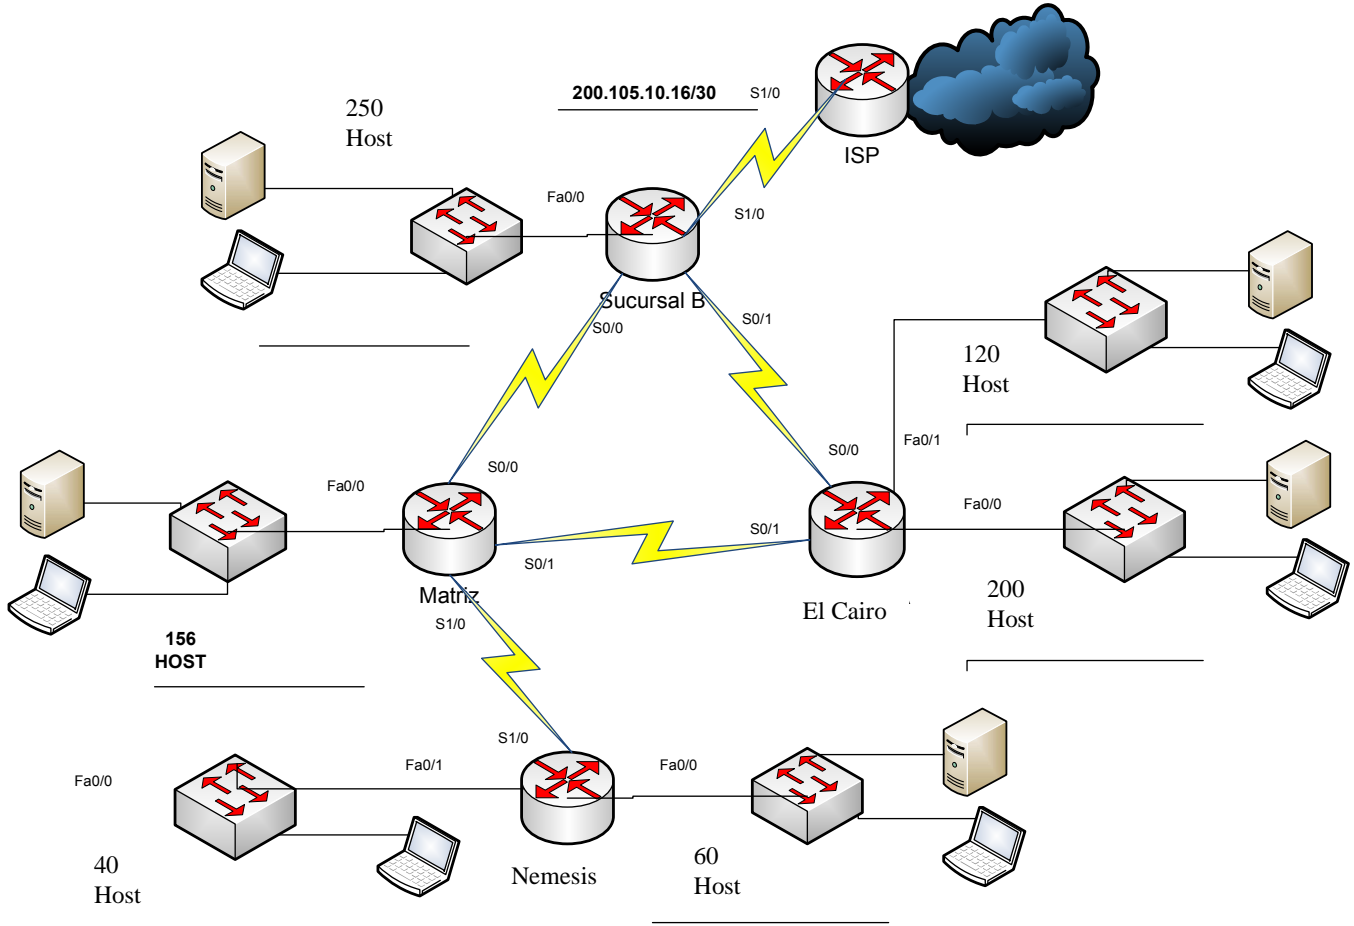 200.105.10.16/30
S1/0
250
Host
ISP
Fa0/0
S1/0
Sucursal B
S0/0
S0/1
120
Host
Fa0/1
S0/0
S0/0
Fa0/0
Fa0/0
S0/1
S0/1
Matriz
S1/0
El Cairo
200
Host
156
HOST
S1/0
Fa0/0
Fa0/1
Fa0/0
40
Host
Nemesis
60
Host